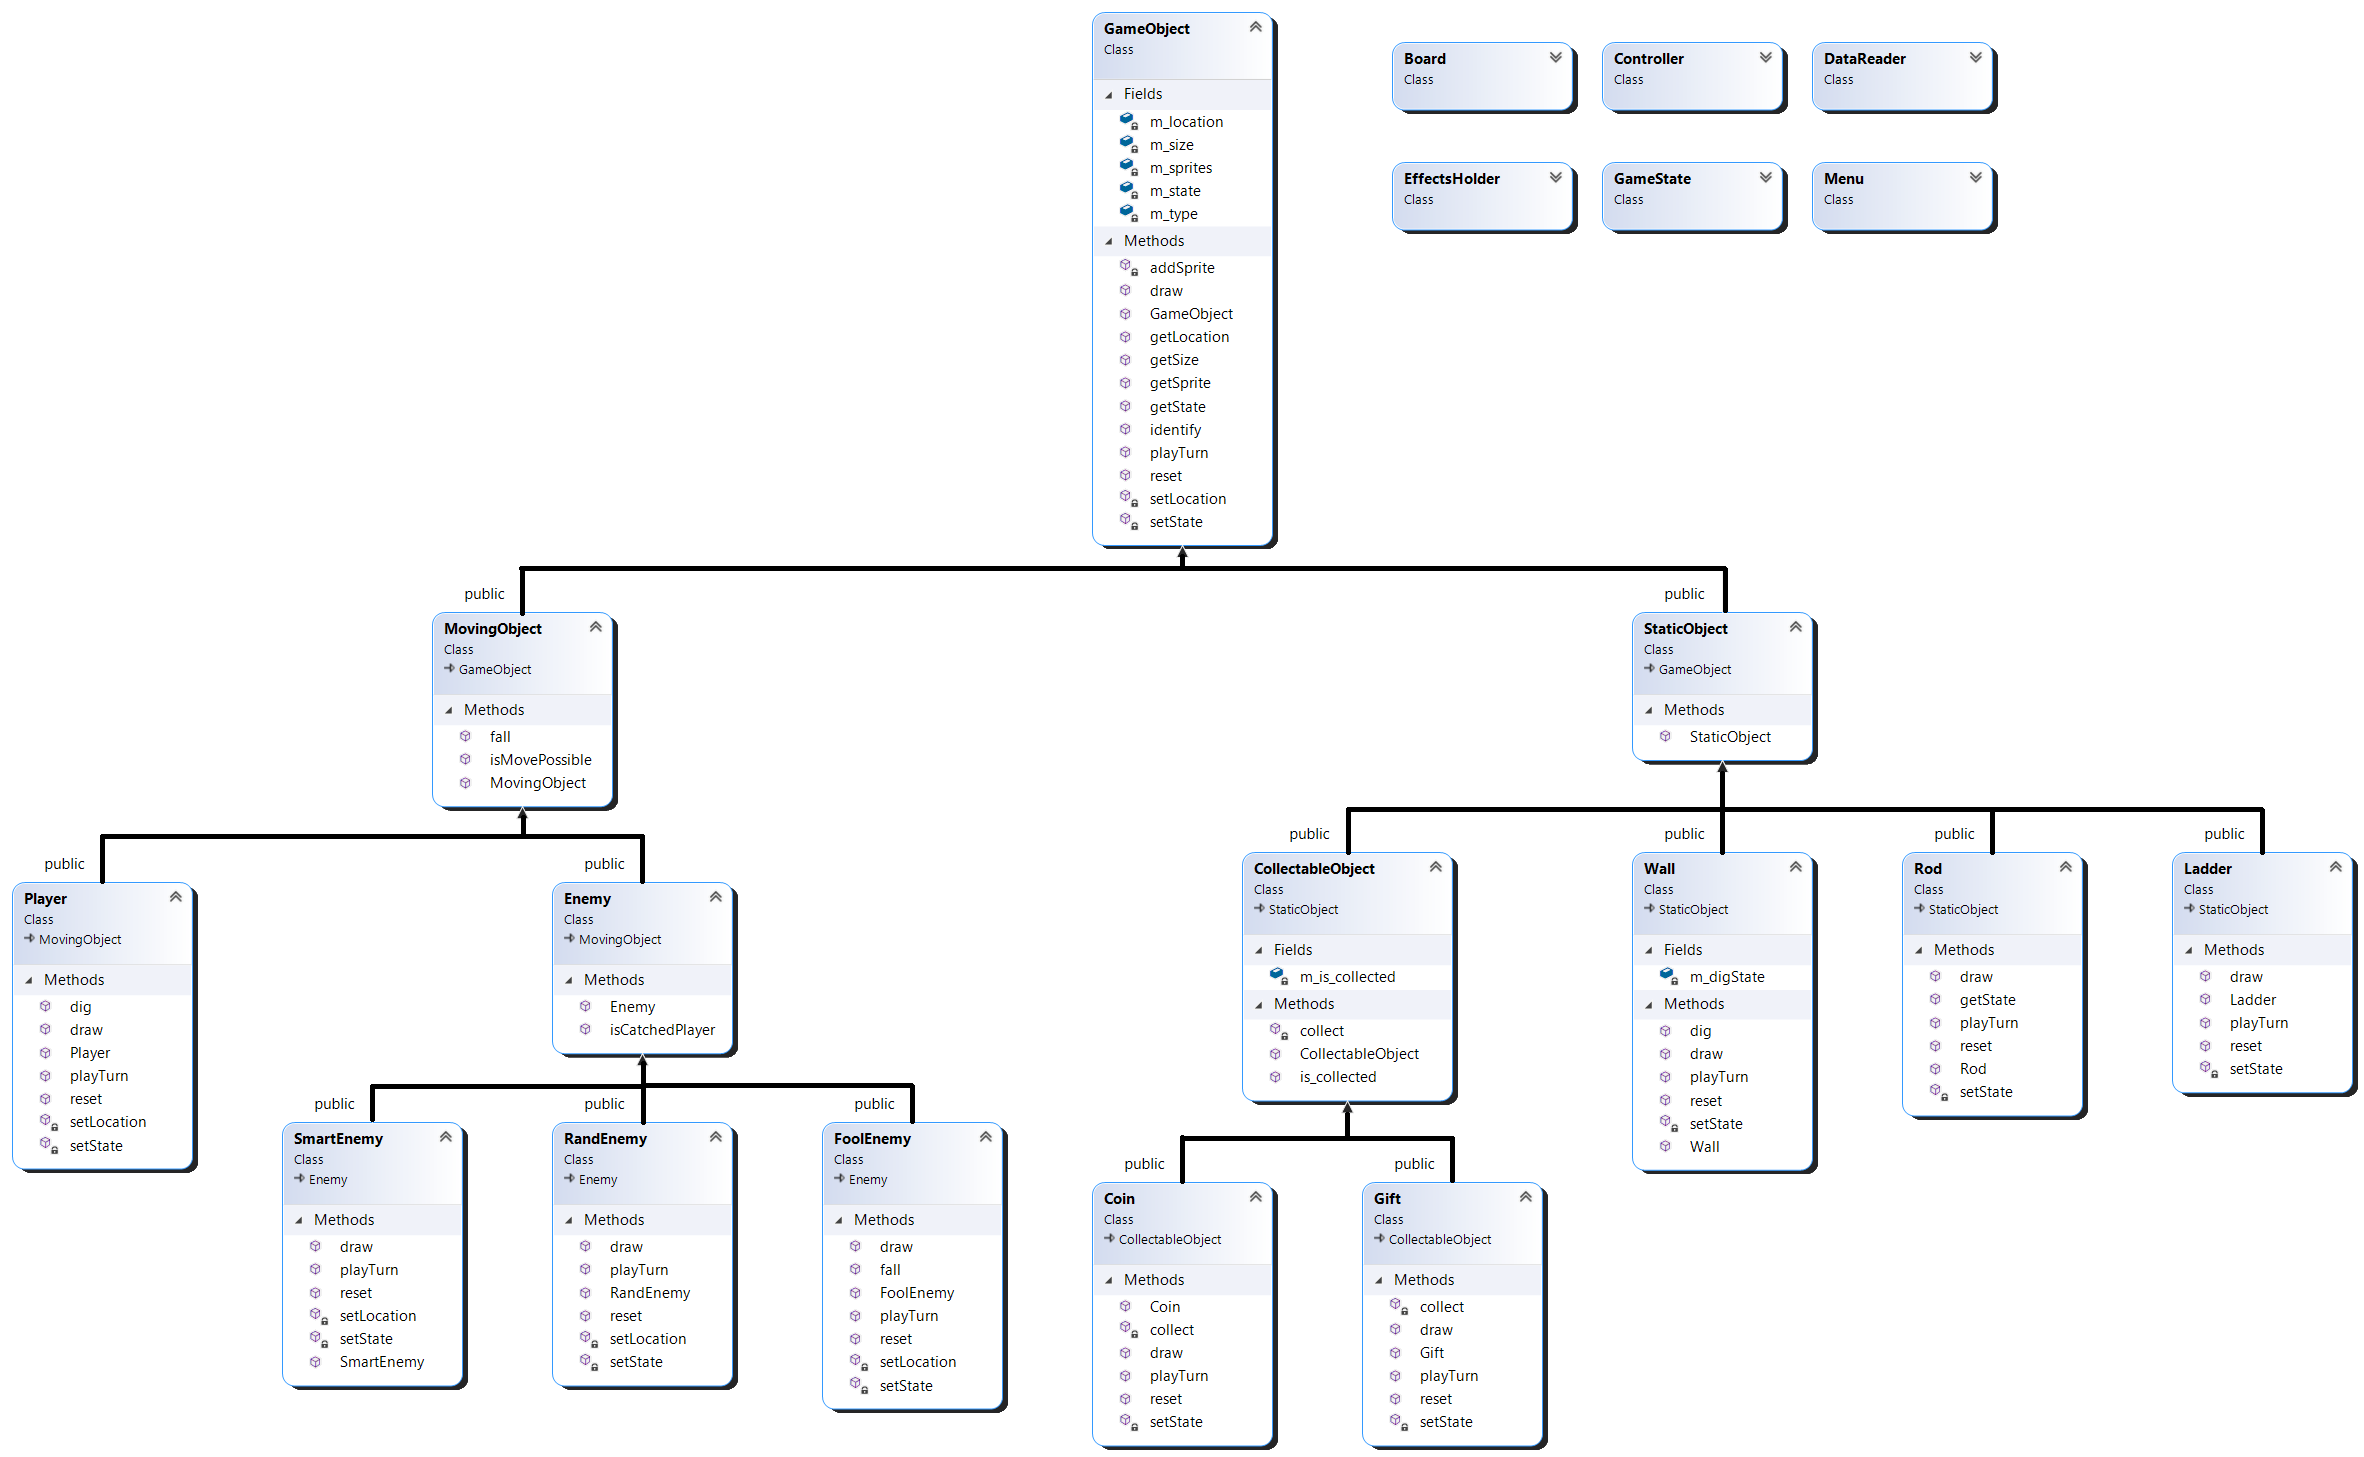 GameObject
Class
Fields
m_location
m_size
m_sprites
m_state
m_type
Methods
addSprite
draw
GameObject
getLocation
getSize
getSprite
getState
identify
playTurn
reset
setLocation
setState
Board
Class
Controller
Class
DataReader
Class
EffectsHolder
Class
GameState
Class
Menu
Class
public
MovingObject
Class
GameObject
Methods
fall
isMovePossible
MovingObject
public
StaticObject
Class
GameObject
Methods
StaticObject
public
Player
Class
MovingObject
Methods
dig
draw
Player
playTurn
reset
setLocation
setState
public
Enemy
Class
MovingObject
Methods
Enemy
isCatchedPlayer
public
SmartEnemy
Class
Enemy
Methods
draw
playTurn
reset
setLocation
setState
SmartEnemy
public
RandEnemy
Class
Enemy
Methods
draw
playTurn
RandEnemy
reset
setLocation
setState
public
FoolEnemy
Class
Enemy
Methods
draw
fall
FoolEnemy
playTurn
reset
setLocation
setState
public
CollectableObject
Class
StaticObject
Fields
m_is_collected
Methods
collect
CollectableObject
is_collected
public
Wall
Class
StaticObject
Fields
m_digState
Methods
dig
draw
playTurn
reset
setState
Wall
public
Rod
Class
StaticObject
Methods
draw
getState
playTurn
reset
Rod
setState
public
Ladder
Class
StaticObject
Methods
draw
Ladder
playTurn
reset
setState
public
Coin
Class
CollectableObject
Methods
Coin
collect
draw
playTurn
reset
setState
public
Gift
Class
CollectableObject
Methods
collect
draw
Gift
playTurn
reset
setState